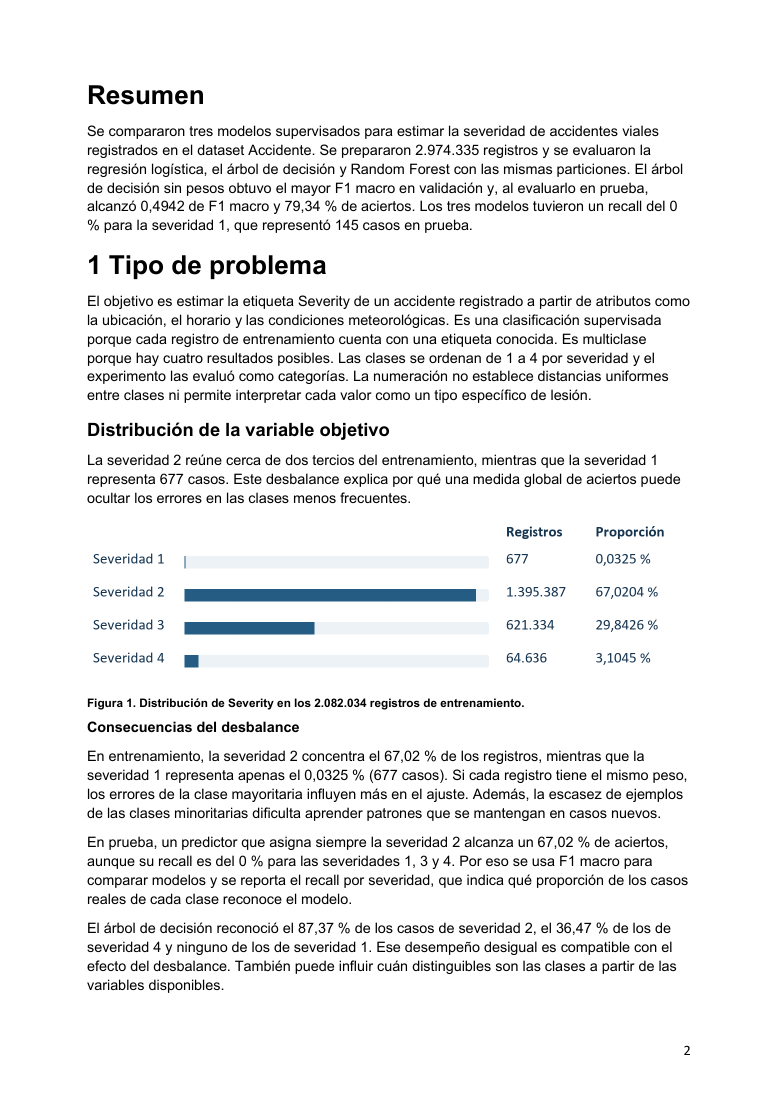 Resumen
Se compararon tres modelos supervisados para estimar la severidad de accidentes viales
registrados en el dataset Accidente. Se prepararon 2.974.335 registros y se evaluaron la
regresión logística, el árbol de decisión y Random Forest con las mismas particiones. El árbol
de decisión sin pesos obtuvo el mayor F1 macro en validación y, al evaluarlo en prueba,
alcanzó 0,4942 de F1 macro y 79,34 % de aciertos. Los tres modelos tuvieron un recall del 0
% para la severidad 1, que representó 145 casos en prueba.
1 Tipo de problema
El objetivo es estimar la etiqueta Severity de un accidente registrado a partir de atributos como
la ubicación, el horario y las condiciones meteorológicas. Es una clasificación supervisada
porque cada registro de entrenamiento cuenta con una etiqueta conocida. Es multiclase
porque hay cuatro resultados posibles. Las clases se ordenan de 1 a 4 por severidad y el
experimento las evaluó como categorías. La numeración no establece distancias uniformes
entre clases ni permite interpretar cada valor como un tipo específico de lesión.
Distribución de la variable objetivo
La severidad 2 reúne cerca de dos tercios del entrenamiento, mientras que la severidad 1
representa 677 casos. Este desbalance explica por qué una medida global de aciertos puede
ocultar los errores en las clases menos frecuentes.
Registros Proporción
Severidad 1 677 0,0325 %
Severidad 2 1.395.387 67,0204 %
Severidad 3 621.334 29,8426 %
Severidad 4 64.636 3,1045 %
Figura 1. Distribución de Severity en los 2.082.034 registros de entrenamiento.
Consecuencias del desbalance
En entrenamiento, la severidad 2 concentra el 67,02 % de los registros, mientras que la
severidad 1 representa apenas el 0,0325 % (677 casos). Si cada registro tiene el mismo peso,
los errores de la clase mayoritaria influyen más en el ajuste. Además, la escasez de ejemplos
de las clases minoritarias dificulta aprender patrones que se mantengan en casos nuevos.
En prueba, un predictor que asigna siempre la severidad 2 alcanza un 67,02 % de aciertos,
aunque su recall es del 0 % para las severidades 1, 3 y 4. Por eso se usa F1 macro para
comparar modelos y se reporta el recall por severidad, que indica qué proporción de los casos
reales de cada clase reconoce el modelo.
El árbol de decisión reconoció el 87,37 % de los casos de severidad 2, el 36,47 % de los de
severidad 4 y ninguno de los de severidad 1. Ese desempeño desigual es compatible con el
efecto del desbalance. También puede influir cuán distinguibles son las clases a partir de las
variables disponibles.
2